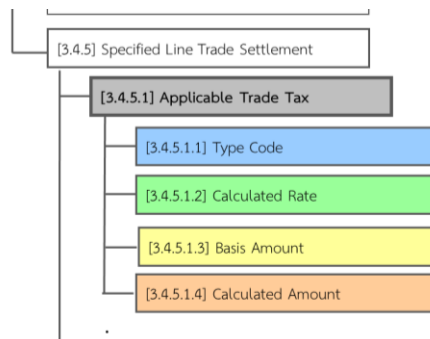 [3.4.5] Specified Line Trade Settlement
[3.4.5.1] Applicable Trade Tax
[3.4.5.1.1] Type Code
[3.4.5.1.2] Calculated Rate
[3.4.5.1.3] Basis Amount
[3.4.5.1.4] Calculated Amount
.